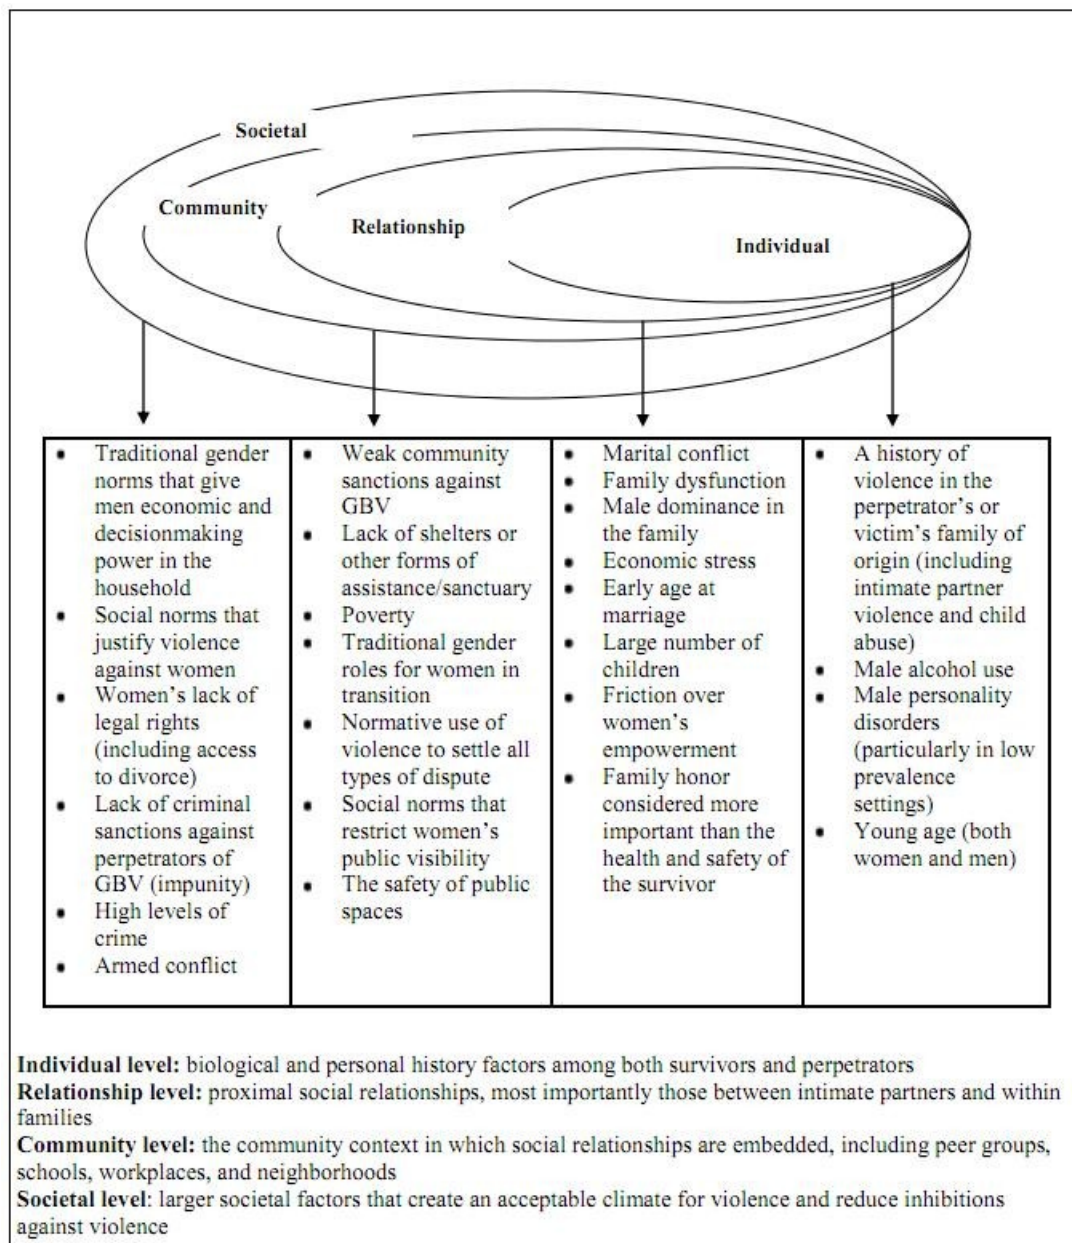 Societal
Community
Relationship
Individual
• Traditional gender
norms that give
men economic and
decisionmaking
power in the
household
• Social norms that
justify violence
against women
• Women's lack of
legal rights
(including access
to divorce)
• Lack of criminal
sanctions against
perpetrators of
GBV (impunity)
• High levels of
crime
• Armed conflict
• Weak community
sanctions against
GBV
• Lack of shelters or
other forms of
assistance/sanctuary
• Poverty
• Traditional gender
roles for women in
transition
• Normative use of
violence to settle all
types of dispute
• Social norms that
restrict women's
public visibility
• The safety of public
spaces
• Marital conflict
• Family dysfunction
• Male dominance in
the family
• Economic stress
• Early age at
marriage
• Large number of
children
• Friction over
women's
empowerment
• Family honor
considered more
important than the
health and safety of
the survivor
• A history of
violence in the
perpetrator's or
victim's family of
origin (including
intimate partner
violence and child
abuse)
• Male alcohol use
• Male personality
disorders
(particularly in low
prevalence
settings)
• Young age (both
women and men)
Individual level: biological and personal history factors among both survivors and perpetrators
Relationship level: proximal social relationships, most importantly those between intimate partners and within
families
Community level: the community context in which social relationships are embedded, including peer groups,
schools, workplaces, and neighborhoods
Societal level: larger societal factors that create an acceptable climate for violence and reduce inhibitions
against violence